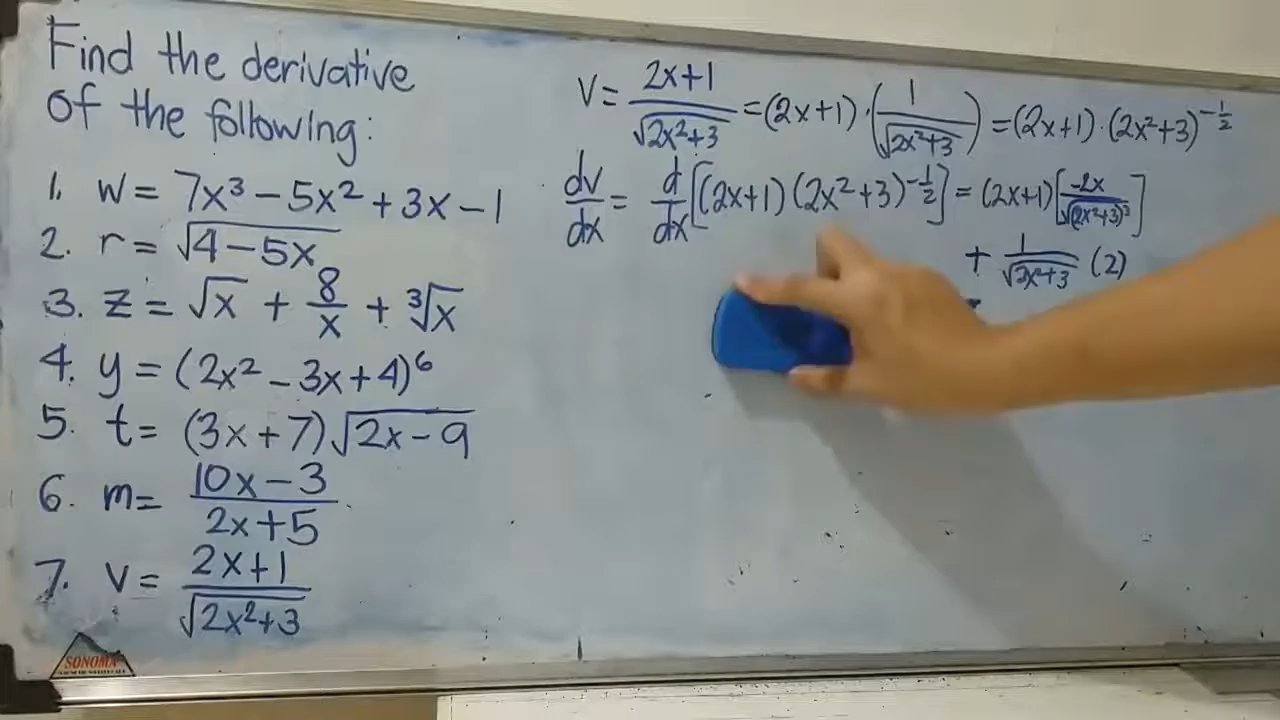 Find the derivative
of the following:
1. w = 7x³ − 5x² + 3x − 1
2. r = √(4−5x)
3. z = √x + 8/x + ∛x
4. y = (2x² − 3x + 4)⁶
5. t = (3x+7)√(2x−9)
6. m = (10x−3)/(2x+5)
7. v = (2x+1)/√(2x²+3)
SONOMA
v = (2x+1)/√(2x²+3) = (2x+1)·(1/√(2x²+3)) = (2x+1)·(2x²+3)^(−1/2)
dv/dx = d/dx[(2x+1)(2x²+3)^(−1/2)] = (2x+1)[−2x/√((2x²+3)³)]
+ 1/√(2x²+3) (2)